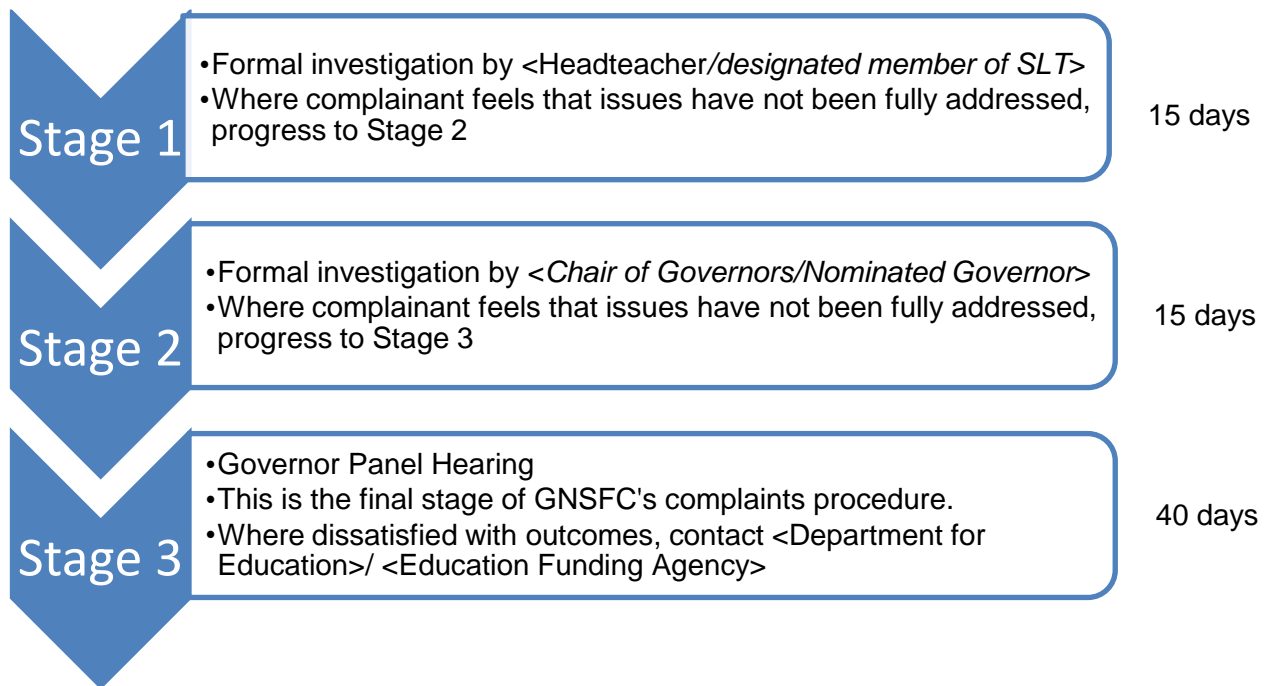 Stage 1
•Formal investigation by <Headteacher/designated member of SLT>
•Where complainant feels that issues have not been fully addressed,
progress to Stage 2
15 days
Stage 2
•Formal investigation by <Chair of Governors/Nominated Governor>
•Where complainant feels that issues have not been fully addressed,
progress to Stage 3
15 days
Stage 3
•Governor Panel Hearing
•This is the final stage of GNSFC's complaints procedure.
•Where dissatisfied with outcomes, contact <Department for
Education>/ <Education Funding Agency>
40 days